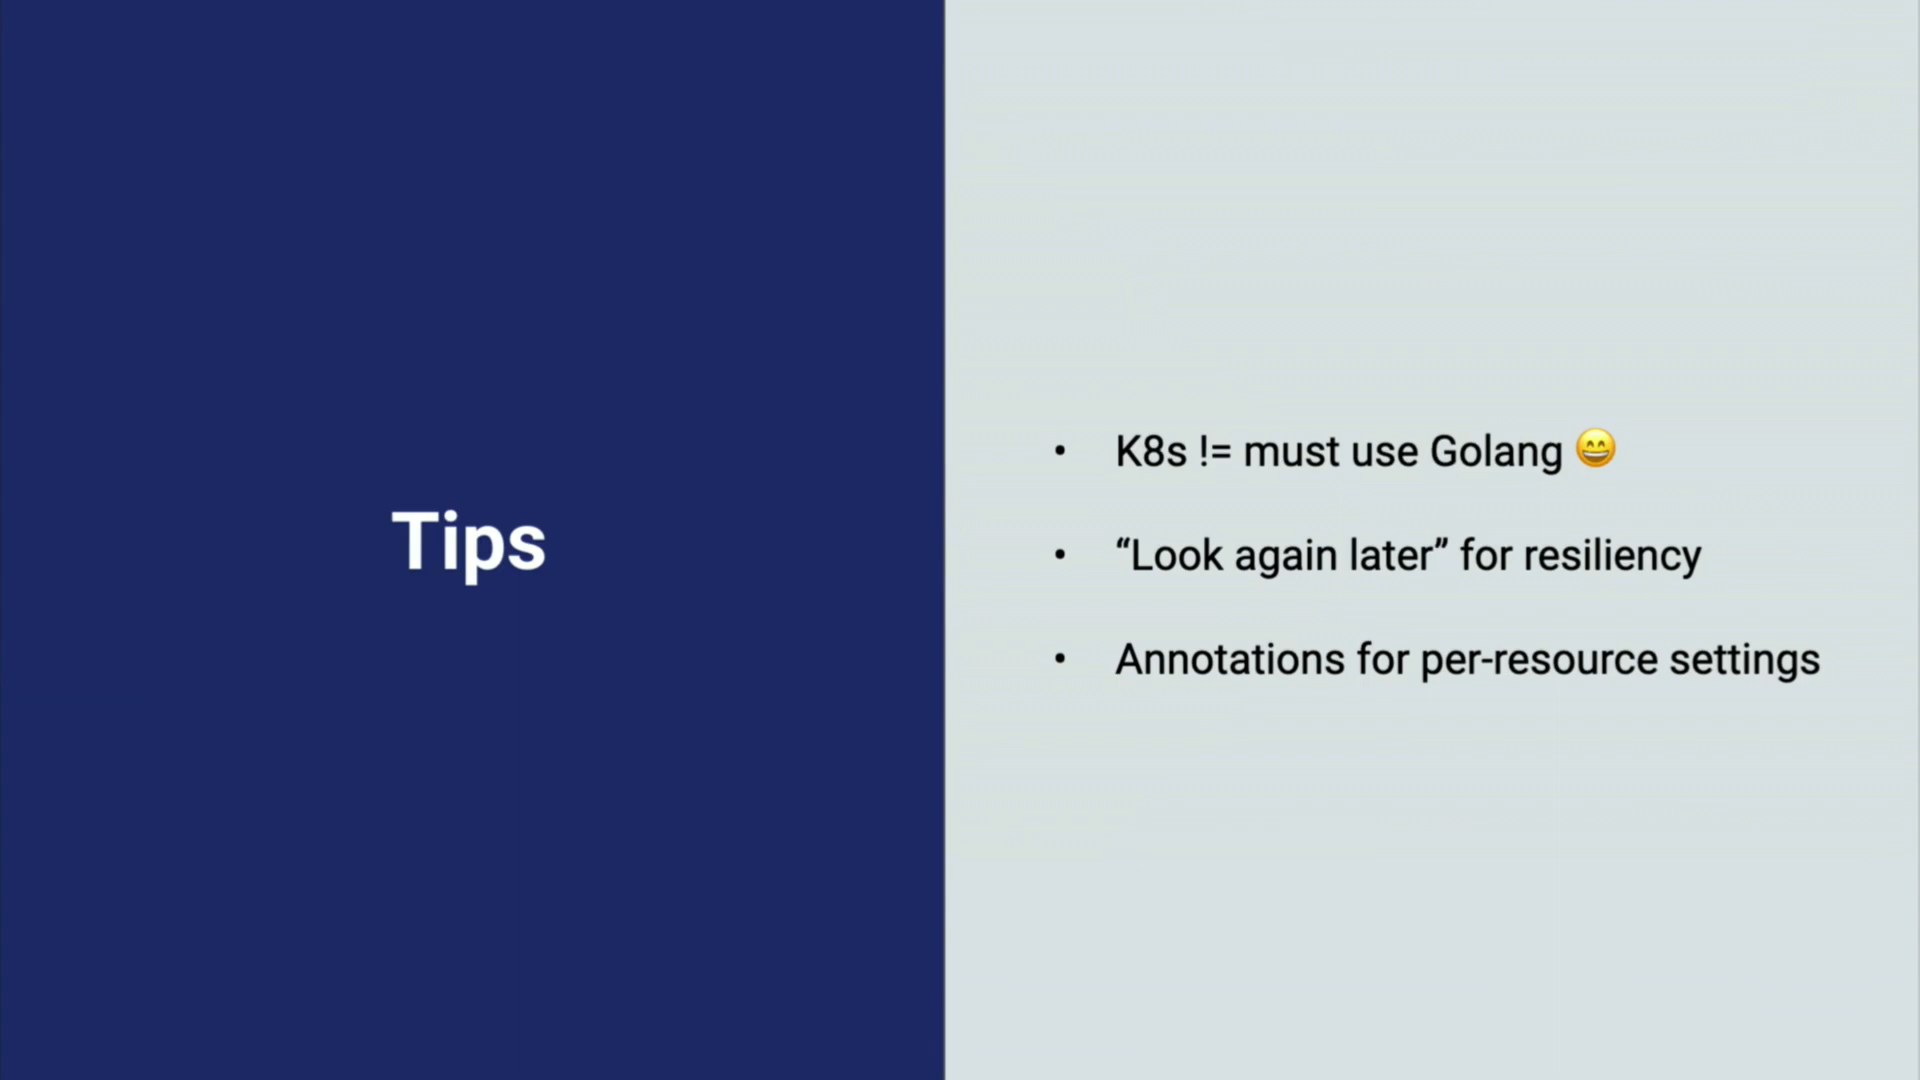 Tips
• K8s != must use Golang 😄
• “Look again later” for resiliency
• Annotations for per-resource settings